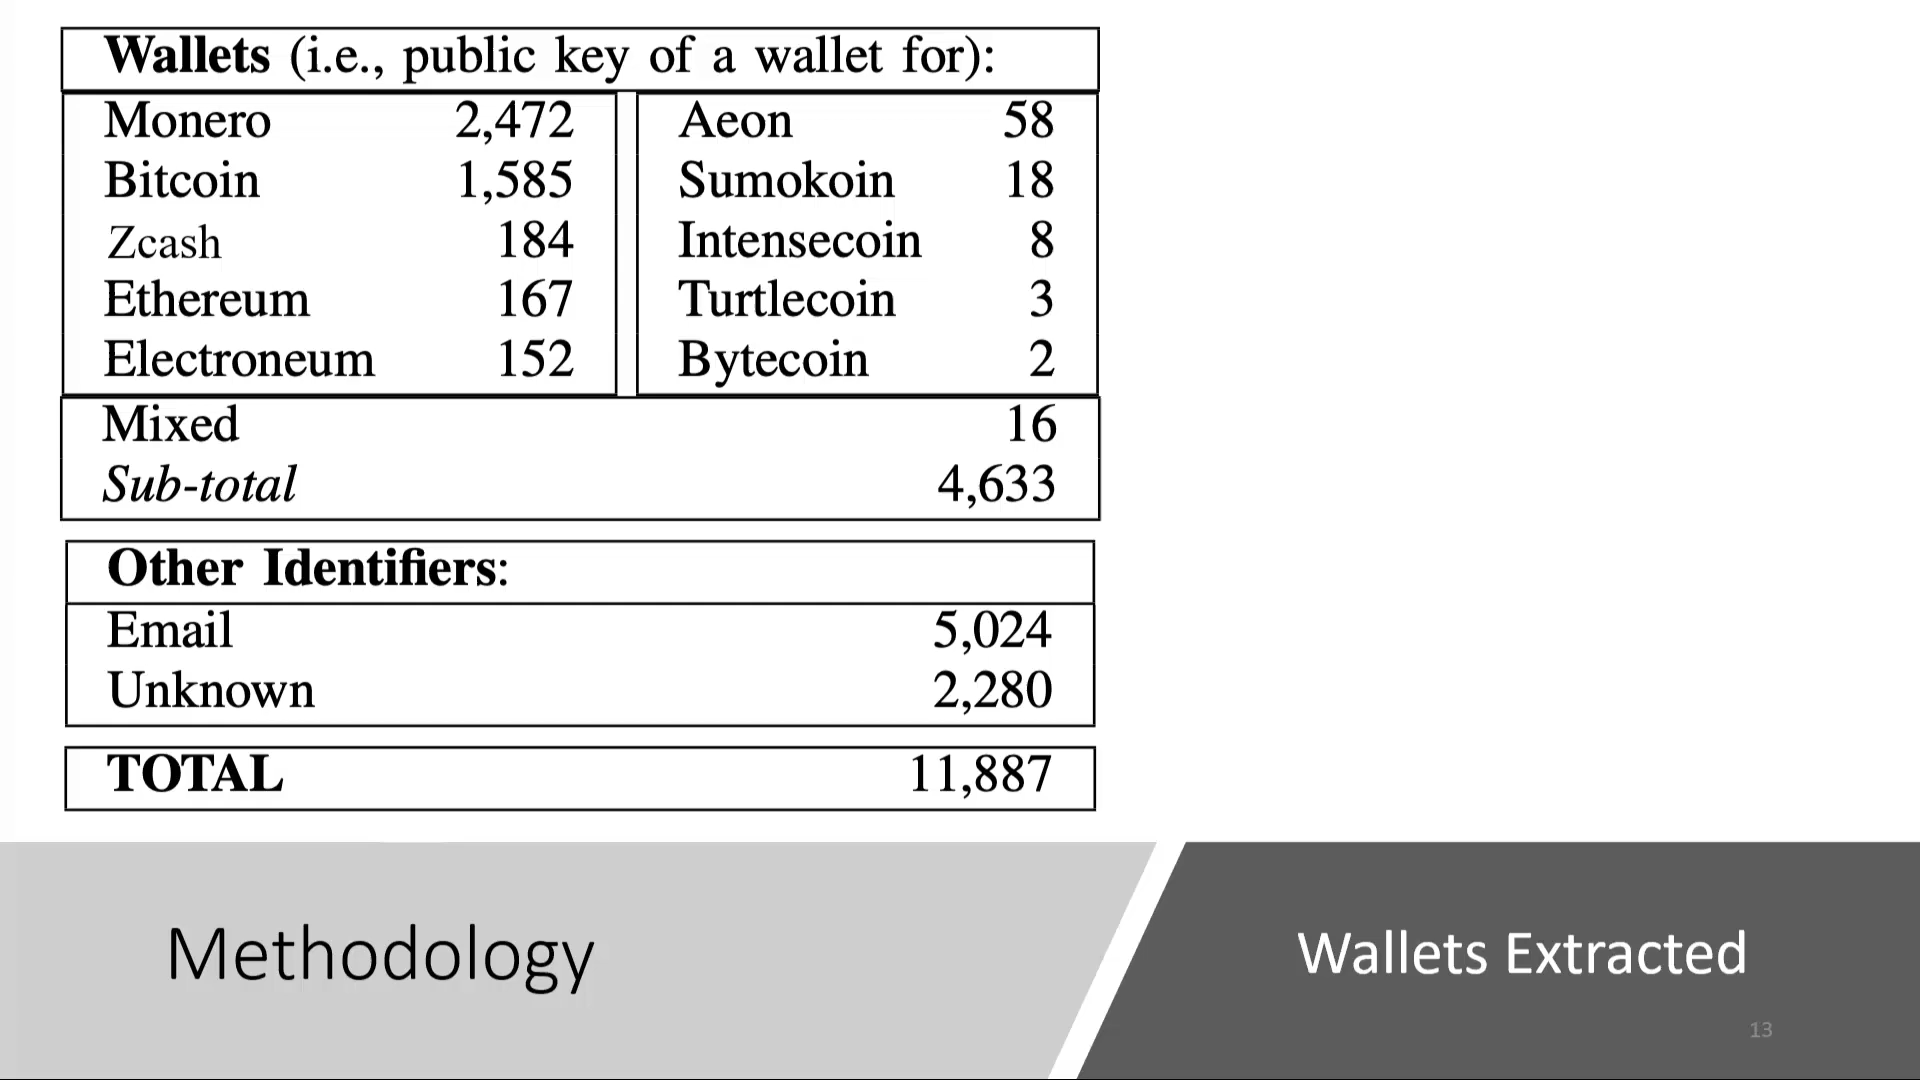 Wallets (i.e., public key of a wallet for):
Monero 2,472 Aeon 58
Bitcoin 1,585 Sumokoin 18
Zcash 184 Intensecoin 8
Ethereum 167 Turtlecoin 3
Electroneum 152 Bytecoin 2
Mixed 16
Sub-total 4,633
Other Identifiers:
Email 5,024
Unknown 2,280
TOTAL 11,887
Methodology
Wallets Extracted
13